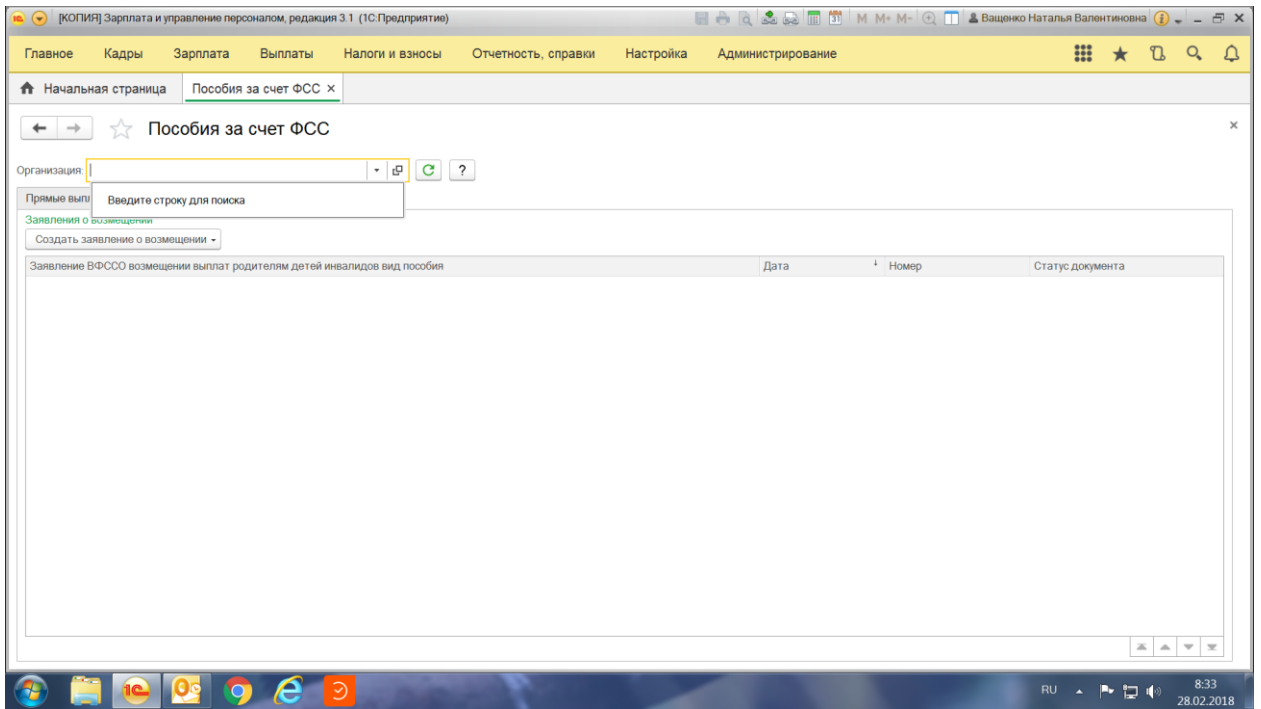 [КОПИЯ] Зарплата и управление персоналом, редакция 3.1 (1С:Предприятие)
31 M M+ M- Ващенко Наталья Валентиновна
Главное Кадры Зарплата Выплаты Налоги и взносы Отчетность, справки Настройка Администрирование
Начальная страница Пособия за счет ФСС ×
Пособия за счет ФСС
Организация: ?
Прямые выпл
Введите строку для поиска
Заявления о возмещении
Создать заявление о возмещении
Заявление ВФССО возмещении выплат родителям детей инвалидов вид пособия Дата Номер Статус документа
RU
8:33
28.02.2018